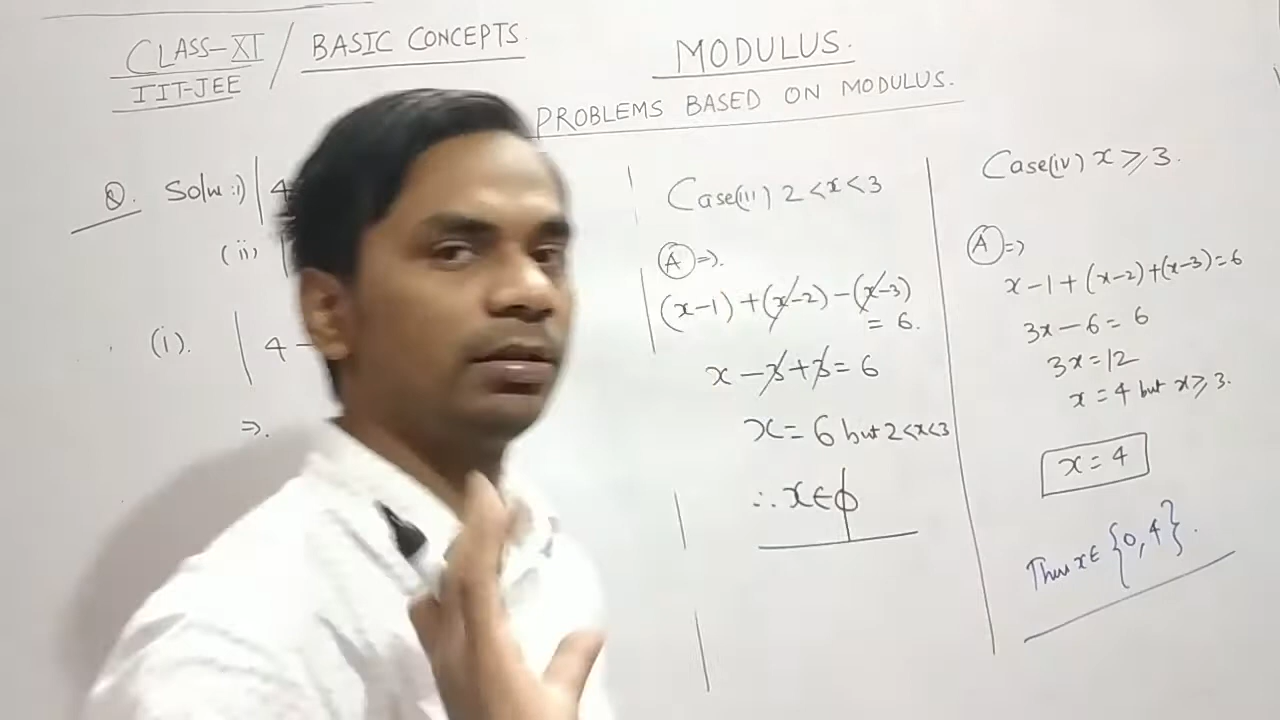 CLASS-XI / BASIC CONCEPTS.
IIT-JEE
MODULUS.
PROBLEMS BASED ON MODULUS.
Q. Solve: i) | 4
(ii) |
(i). | 4 -
⇒.
Case(iii) 2 < x < 3
(A) ⇒.
(x-1) + (x-2) - (x-3)
= 6.
x - 3 + 3 = 6
x = 6 but 2 < x < 3
∴ x ∈ ϕ
Case(iv) x ⩾ 3.
(A) ⇒
x - 1 + (x-2) + (x-3) = 6
3x - 6 = 6
3x = 12
x = 4 but x ⩾ 3.
x = 4
Thus x ∈ {0, 4}.